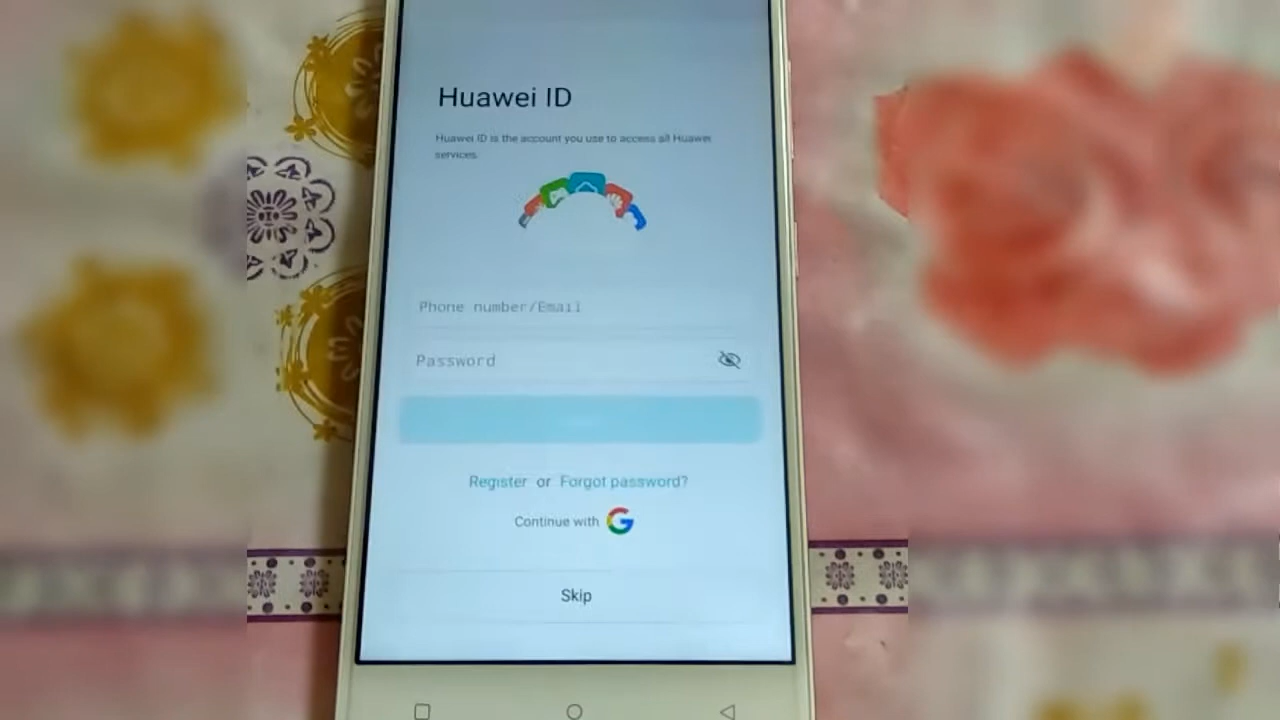 Huawei ID
Huawei ID is the account you use to access all Huawei
services.
Phone number/Email
Password
Register or Forgot password?
Continue with
Skip